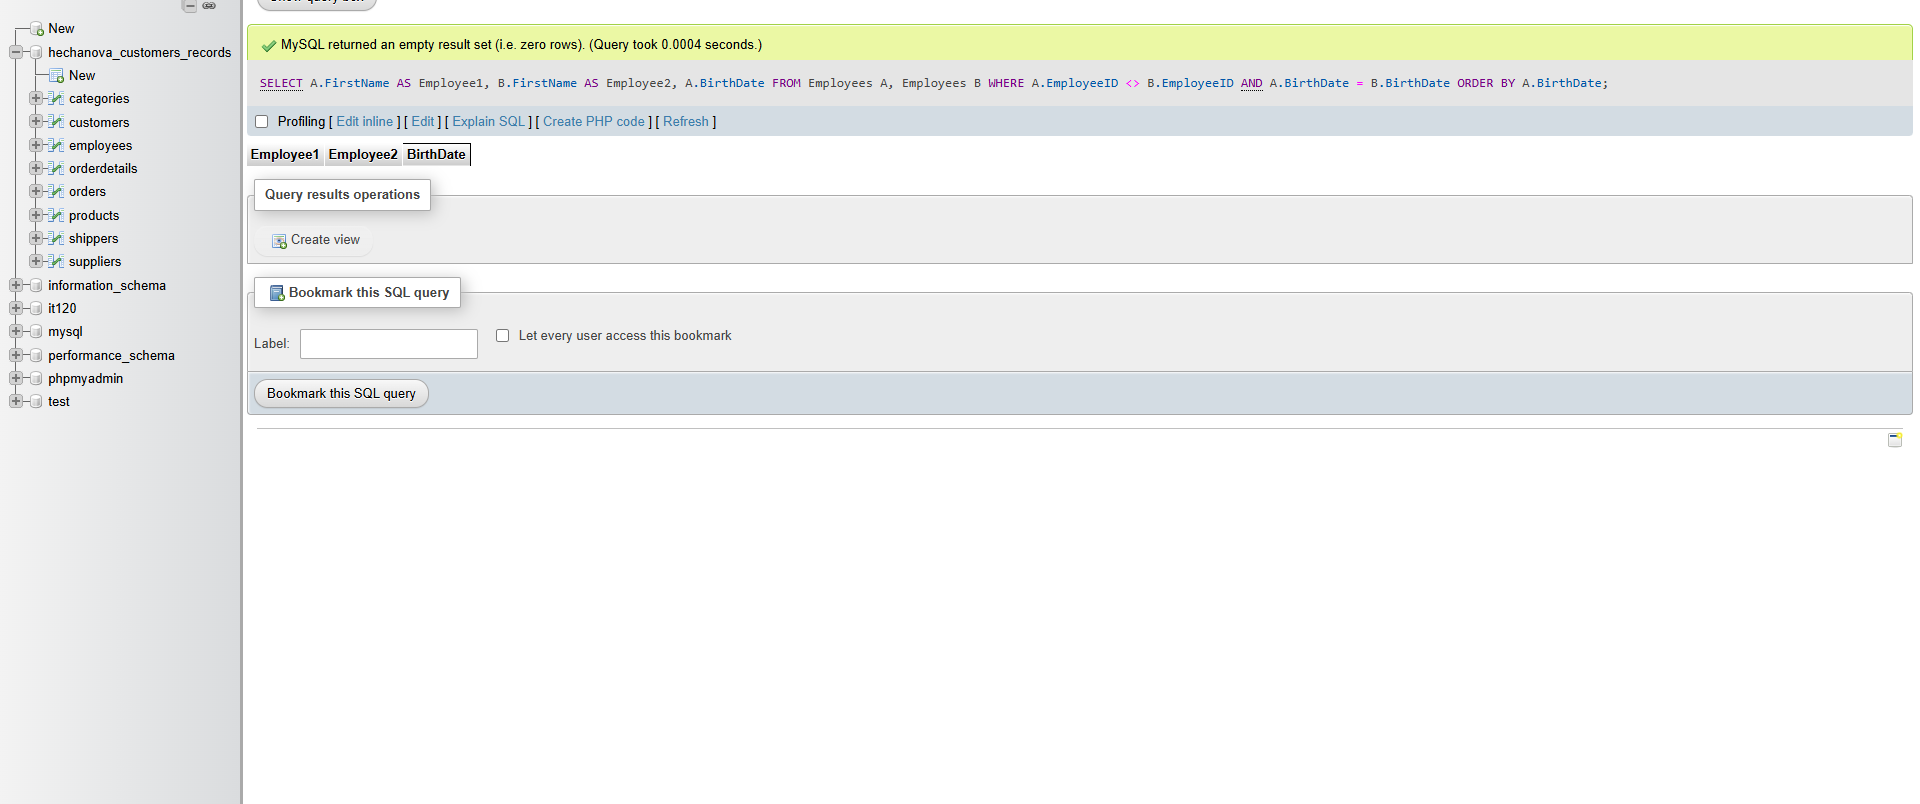 New
hechanova_customers_records
New
categories
customers
employees
orderdetails
orders
products
shippers
suppliers
information_schema
it120
mysql
performance_schema
phpmyadmin
test
Show query box
MySQL returned an empty result set (i.e. zero rows). (Query took 0.0004 seconds.)
SELECT A.FirstName AS Employee1, B.FirstName AS Employee2, A.BirthDate FROM Employees A, Employees B WHERE A.EmployeeID <> B.EmployeeID AND A.BirthDate = B.BirthDate ORDER BY A.BirthDate;
Profiling [ Edit inline ] [ Edit ] [ Explain SQL ] [ Create PHP code ] [ Refresh ]
Employee1 Employee2 BirthDate
Query results operations
Create view
Bookmark this SQL query
Label: Let every user access this bookmark
Bookmark this SQL query